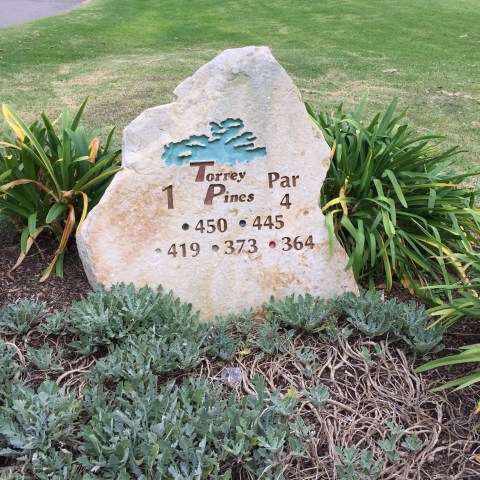 Torrey
1 Pines Par 4
• 450 • 445
• 419 • 373 • 364